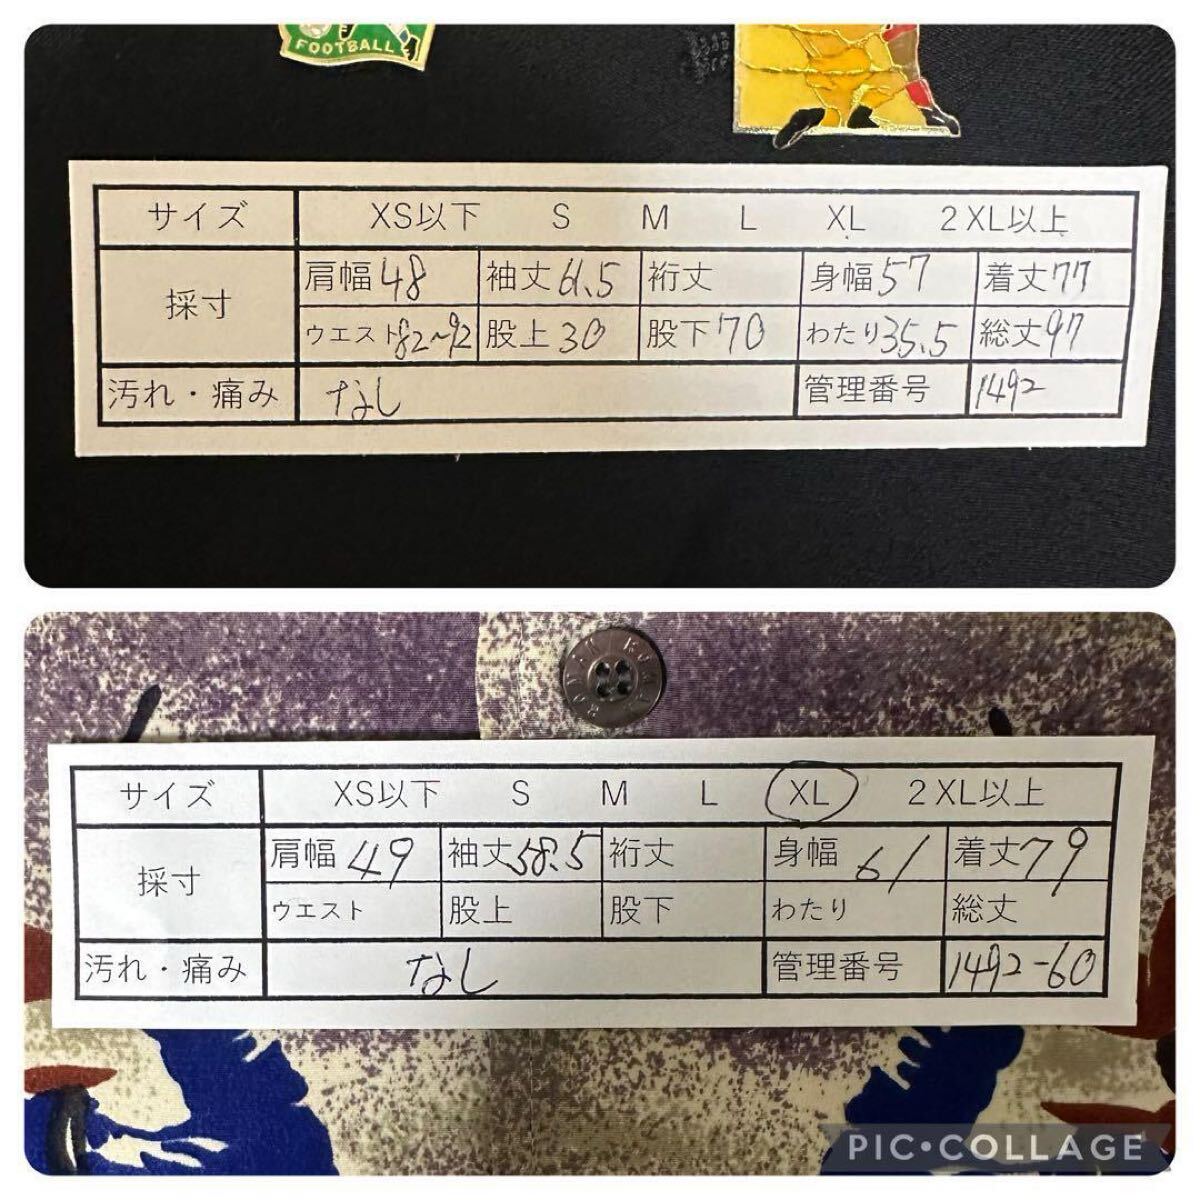 FOOTBALL
サイズ XS以下 S M L XL 2XL以上
採寸 肩幅48 袖丈61.5 裄丈 身幅57 着丈77
ウエスト82~92 股上30 股下70 わたり35.5 総丈97
汚れ・痛み なし 管理番号 1492
サイズ XS以下 S M L XL 2XL以上
採寸 肩幅49 袖丈58.5 裄丈 身幅61 着丈79
ウエスト 股上 股下 わたり 総丈
汚れ・痛み なし 管理番号 1492-60
PIC•COLLAGE